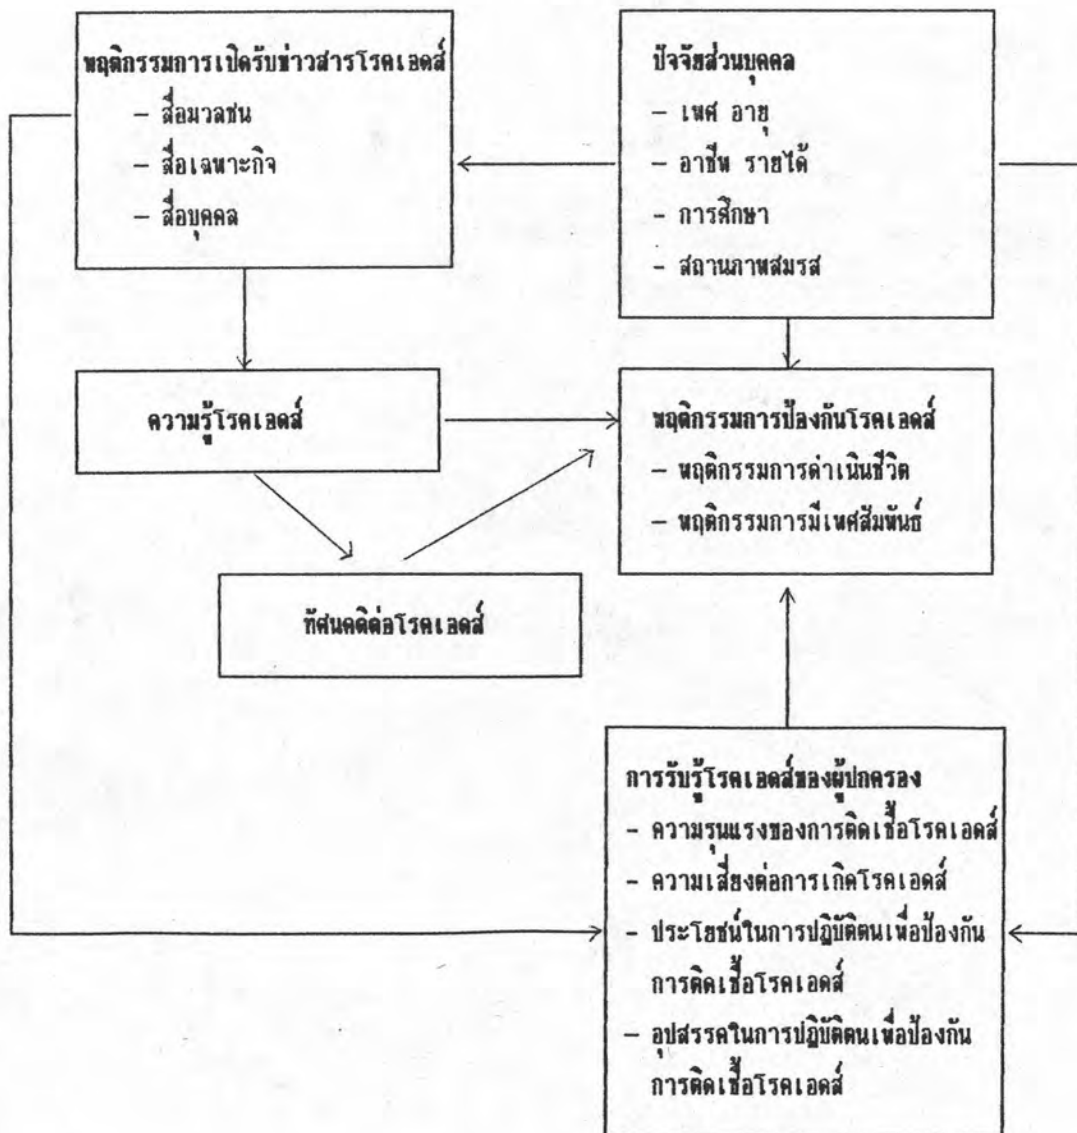 พฤติกรรมการเปิดรับข่าวสารโรคเอดส์
- สื่อมวลชน
- สื่อเฉพาะกิจ
- สื่อบุคคล
ปัจจัยส่วนบุคคล
- เพศ อายุ
- อาชีพ รายได้
- การศึกษา
- สถานภาพสมรส
ความรู้โรคเอดส์
พฤติกรรมการป้องกันโรคเอดส์
- พฤติกรรมการดำเนินชีวิต
- พฤติกรรมการมีเพศสัมพันธ์
ทัศนคติต่อโรคเอดส์
การรับรู้โรคเอดส์ของผู้ปกครอง
- ความรุนแรงของการติดเชื้อโรคเอดส์
- ความเสี่ยงต่อการเกิดโรคเอดส์
- ประโยชน์ในการปฏิบัติตนเพื่อป้องกัน
การติดเชื้อโรคเอดส์
- อุปสรรคในการปฏิบัติตนเพื่อป้องกัน
การติดเชื้อโรคเอดส์